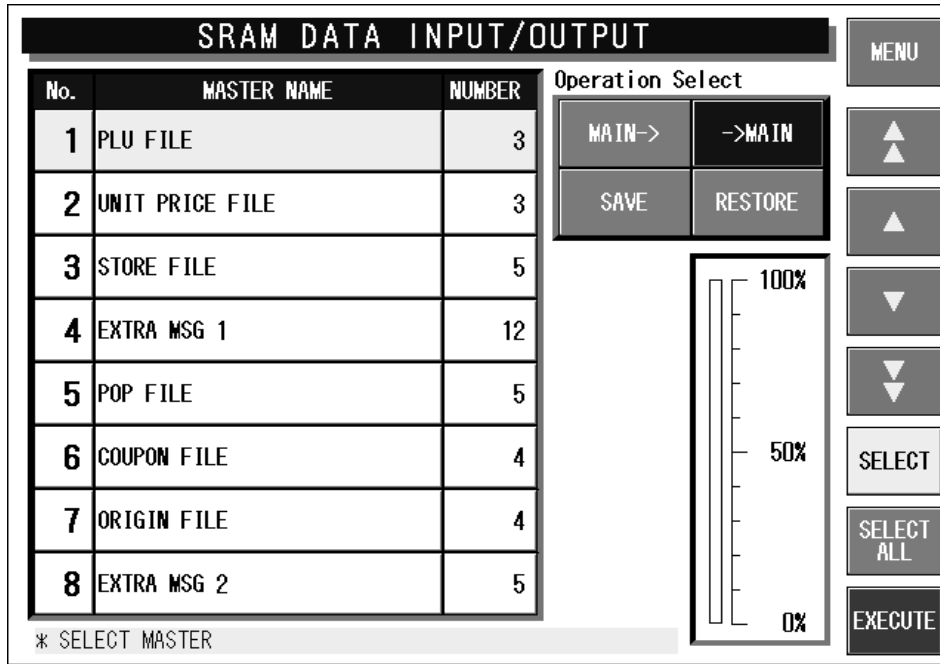 SRAM DATA INPUT/OUTPUT
MENU
No. MASTER NAME NUMBER
1 PLU FILE 3
2 UNIT PRICE FILE 3
3 STORE FILE 5
4 EXTRA MSG 1 12
5 POP FILE 5
6 COUPON FILE 4
7 ORIGIN FILE 4
8 EXTRA MSG 2 5
* SELECT MASTER
Operation Select
MAIN-> ->MAIN
SAVE RESTORE
100%
50%
0%
SELECT
SELECT
ALL
EXECUTE